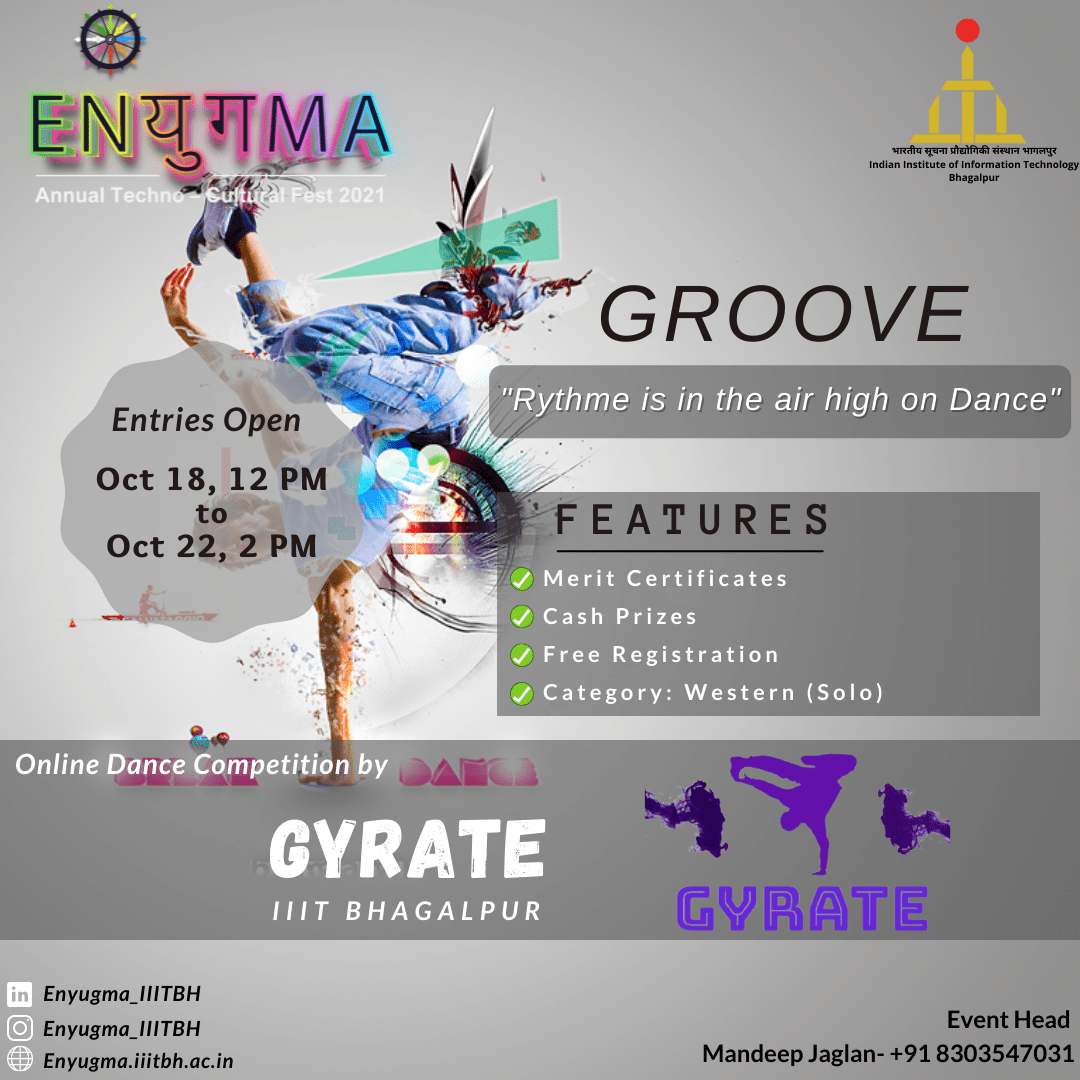 ENयुगMA
Annual Techno – Cultural Fest 2021
भारतीय सूचना प्रौद्योगिकी संस्थान भागलपुर
Indian Institute of Information Technology
Bhagalpur
GROOVE
"Rythme is in the air high on Dance"
Entries Open
Oct 18, 12 PM
to
Oct 22, 2 PM
FEATURES
Merit Certificates
Cash Prizes
Free Registration
Category: Western (Solo)
Online Dance Competition by
DANCE
GYRATE
IIIT BHAGALPUR
GYRATE
in Enyugma_IIITBH
Enyugma_IIITBH
Enyugma.iiitbh.ac.in
Event Head
Mandeep Jaglan- +91 8303547031